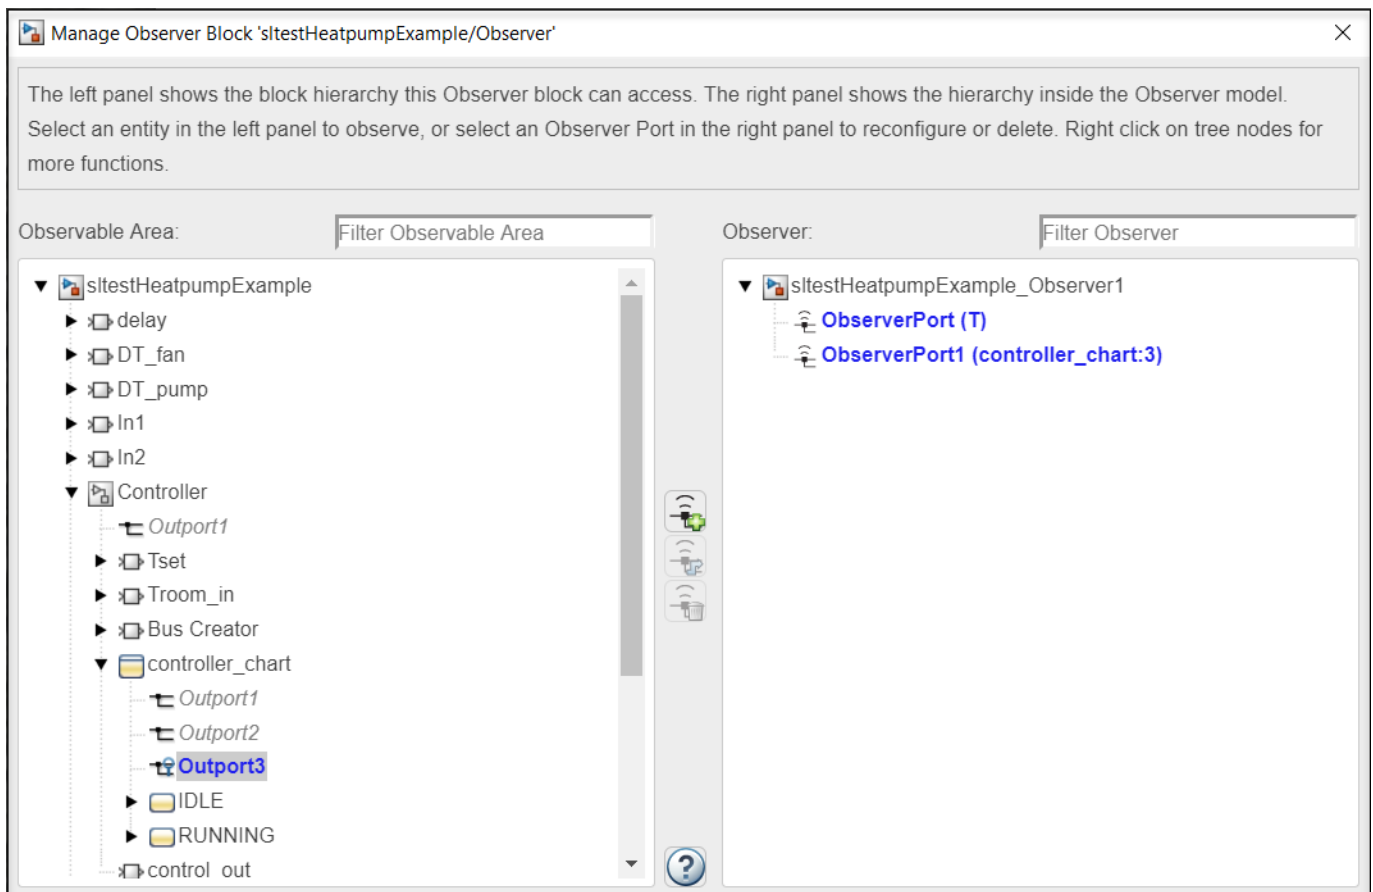 Manage Observer Block 'sltestHeatpumpExample/Observer'
The left panel shows the block hierarchy this Observer block can access. The right panel shows the hierarchy inside the Observer model.
Select an entity in the left panel to observe, or select an Observer Port in the right panel to reconfigure or delete. Right click on tree nodes for
more functions.
Observable Area:
Filter Observable Area
sltestHeatpumpExample
delay
DT_fan
DT_pump
In1
In2
Controller
Outport1
Tset
Troom_in
Bus Creator
controller_chart
Outport1
Outport2
Outport3
IDLE
RUNNING
control_out
Observer:
Filter Observer
sltestHeatpumpExample_Observer1
ObserverPort (T)
ObserverPort1 (controller_chart:3)
?